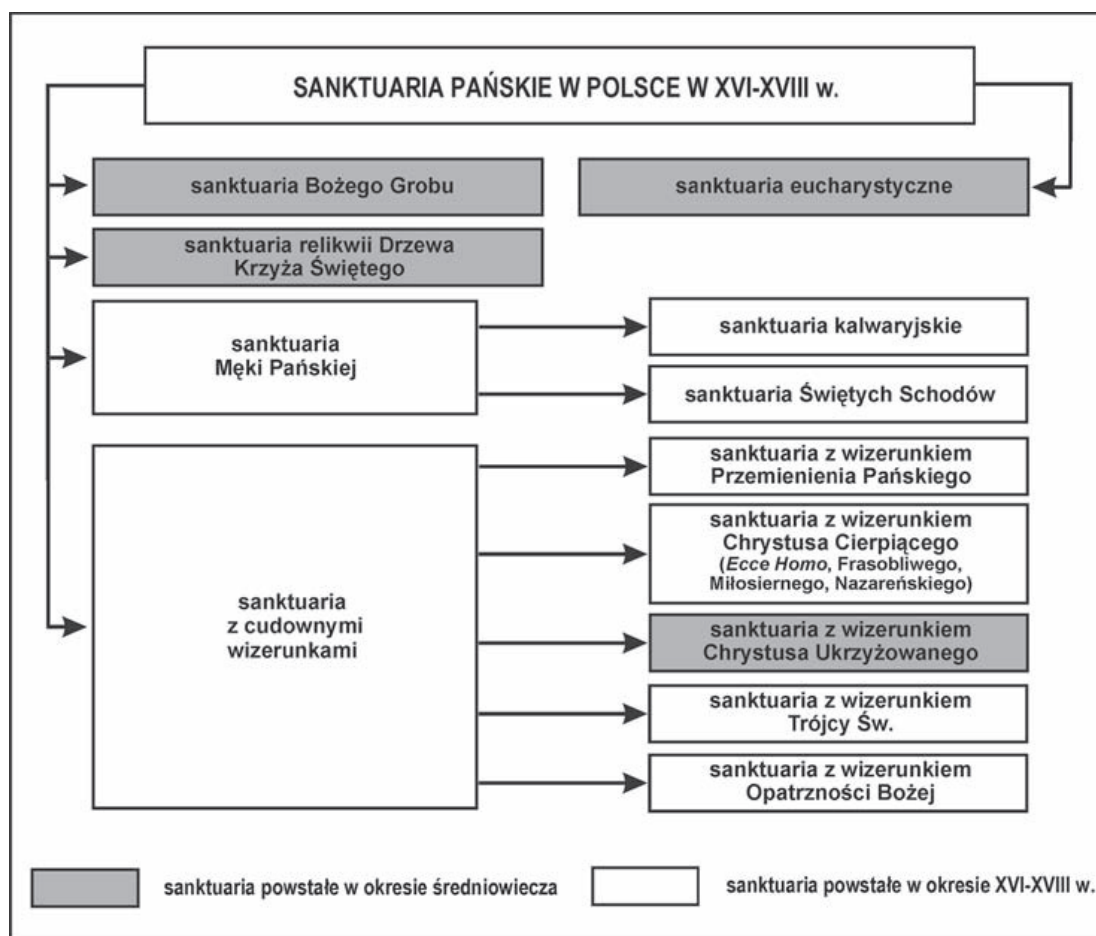 SANKTUARIA PAŃSKIE W POLSCE W XVI-XVIII w.
sanktuaria Bożego Grobu
sanktuaria eucharystyczne
sanktuaria relikwii Drzewa
Krzyża Świętego
sanktuaria
Męki Pańskiej
sanktuaria kalwaryjskie
sanktuaria Świętych Schodów
sanktuaria
z cudownymi
wizerunkami
sanktuaria z wizerunkiem
Przemienienia Pańskiego
sanktuaria z wizerunkiem
Chrystusa Cierpiącego
(Ecce Homo, Frasobliwego,
Miłosiernego, Nazareńskiego)
sanktuaria z wizerunkiem
Chrystusa Ukrzyżowanego
sanktuaria z wizerunkiem
Trójcy Św.
sanktuaria z wizerunkiem
Opatrzności Bożej
sanktuaria powstałe w okresie średniowiecza
sanktuaria powstałe w okresie XVI-XVIII w.